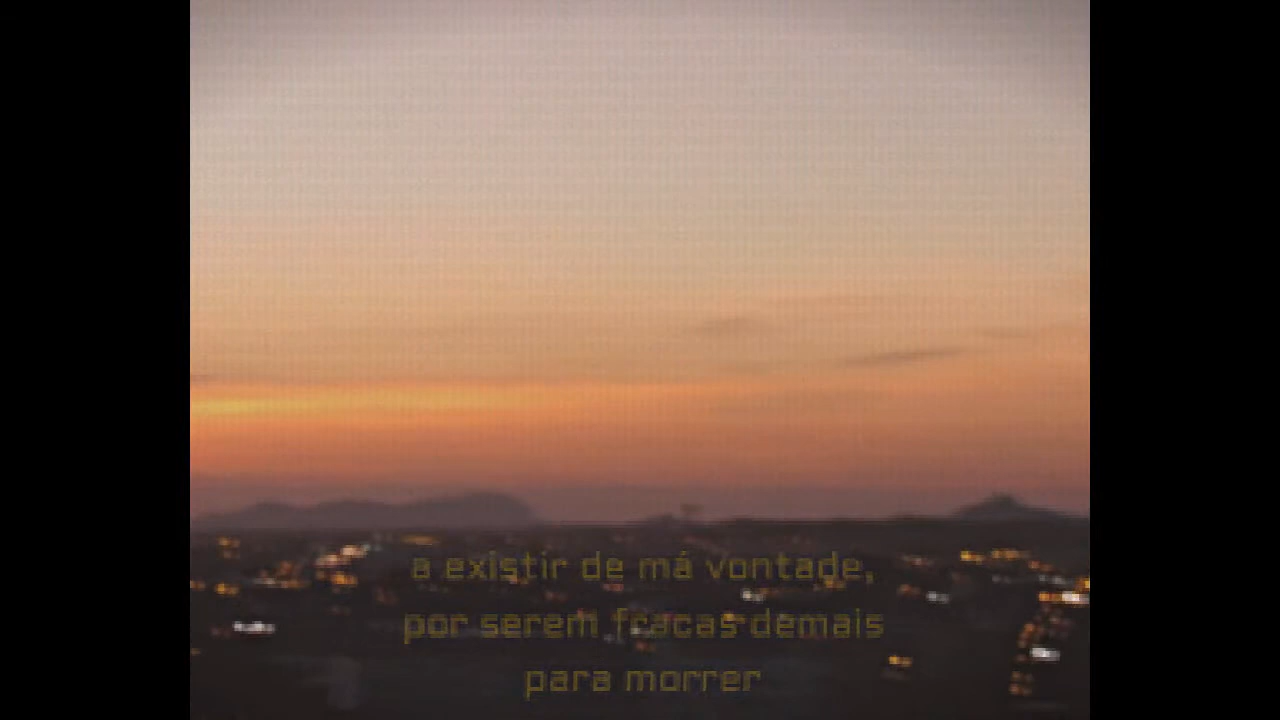 a existir de má vontade,
por serem fracas demais
para morrer